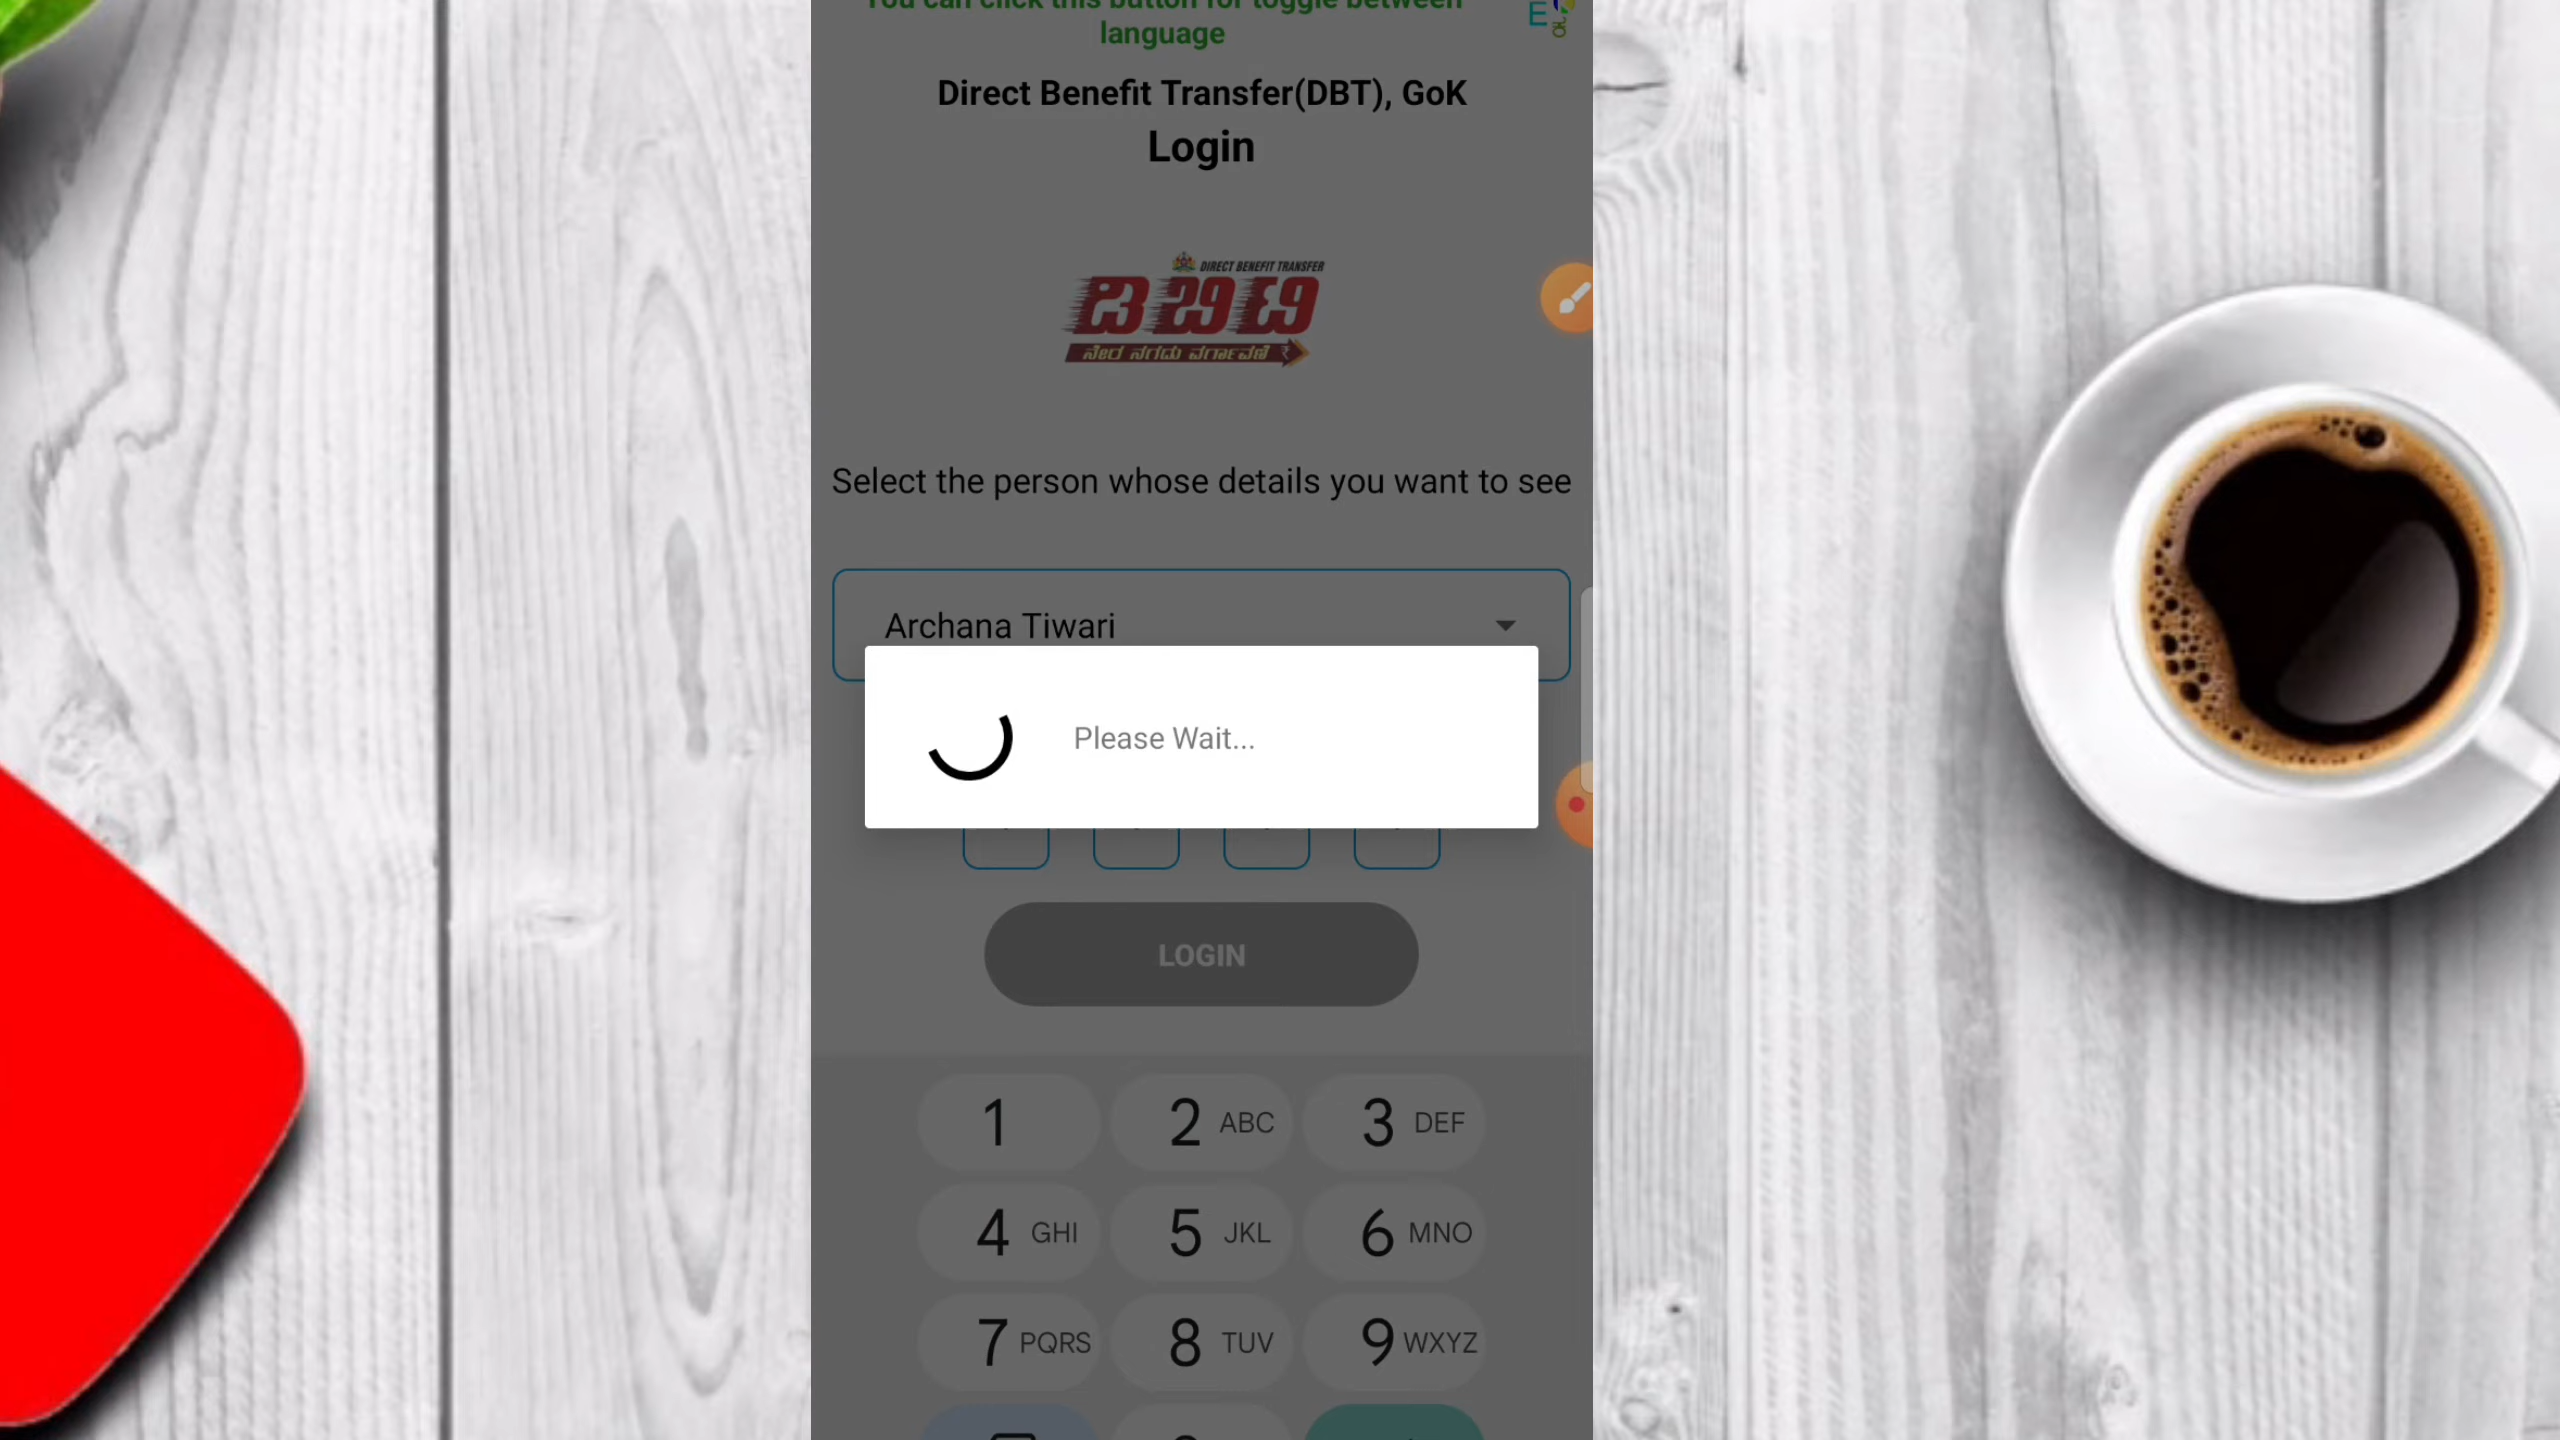 You can click this button for toggle between
language
E
Direct Benefit Transfer(DBT), GoK
Login
DIRECT BENEFIT TRANSFER
ಡಿಬಿಟಿ
ನೇರ ನಗದು ವರ್ಗಾವಣೆ ₹
Select the person whose details you want to see
Archana Tiwari
Please Wait...
LOGIN
1
2 ABC
3 DEF
4 GHI
5 JKL
6 MNO
7 PQRS
8 TUV
9 WXYZ